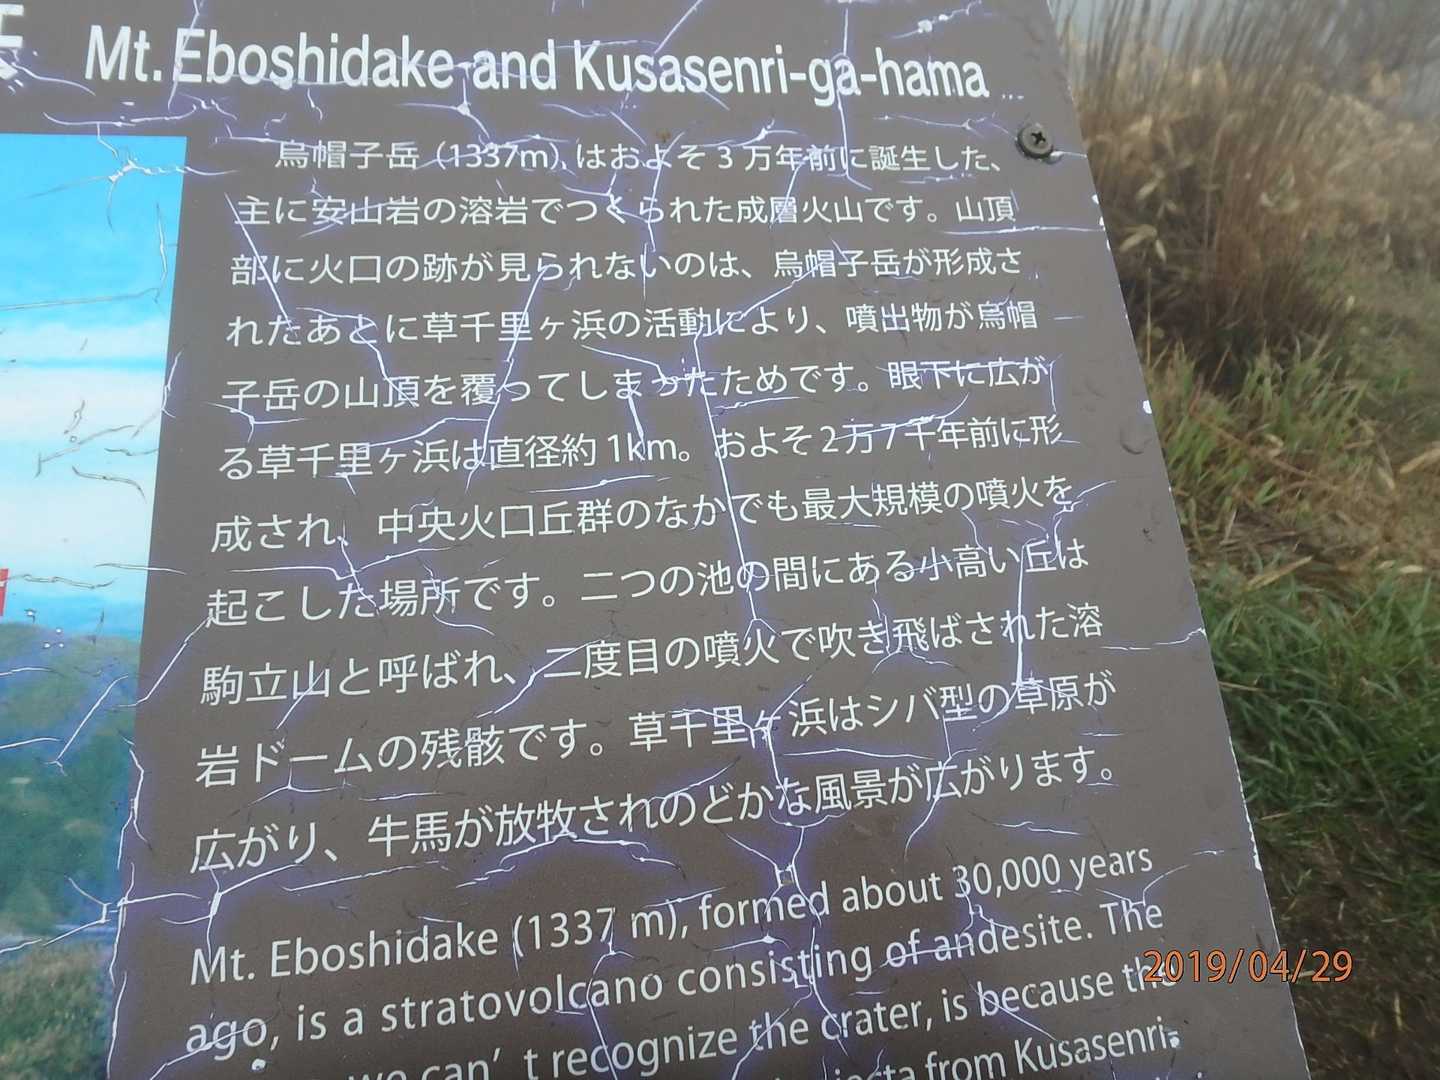 Mt. Eboshidake and Kusasenri-ga-hama
烏帽子岳（1337m）、はおよそ3万年前に誕生した、
主に安山岩の溶岩でつくられた成層火山です。山頂
部に火口の跡が見られないのは、烏帽子岳が形成さ
れたあとに草千里ヶ浜の活動により、噴出物が烏帽
子岳の山頂を覆ってしまったためです。眼下に広が
る草千里ヶ浜は直径約1km。およそ2万7千年前に形
成され、中央火口丘群のなかでも最大規模の噴火を
起こした場所です。二つの池の間にある小高い丘は
駒立山と呼ばれ、二度目の噴火で吹き飛ばされた溶
岩ドームの残骸です。草千里ヶ浜はシバ型の草原が
広がり、牛馬が放牧されのどかな風景が広がります。
Mt. Eboshidake (1337 m), formed about 30,000 years
ago, is a stratovolcano consisting of andesite. The
we can't recognize the crater, is because the
from Kusasenri-
2019/04/29